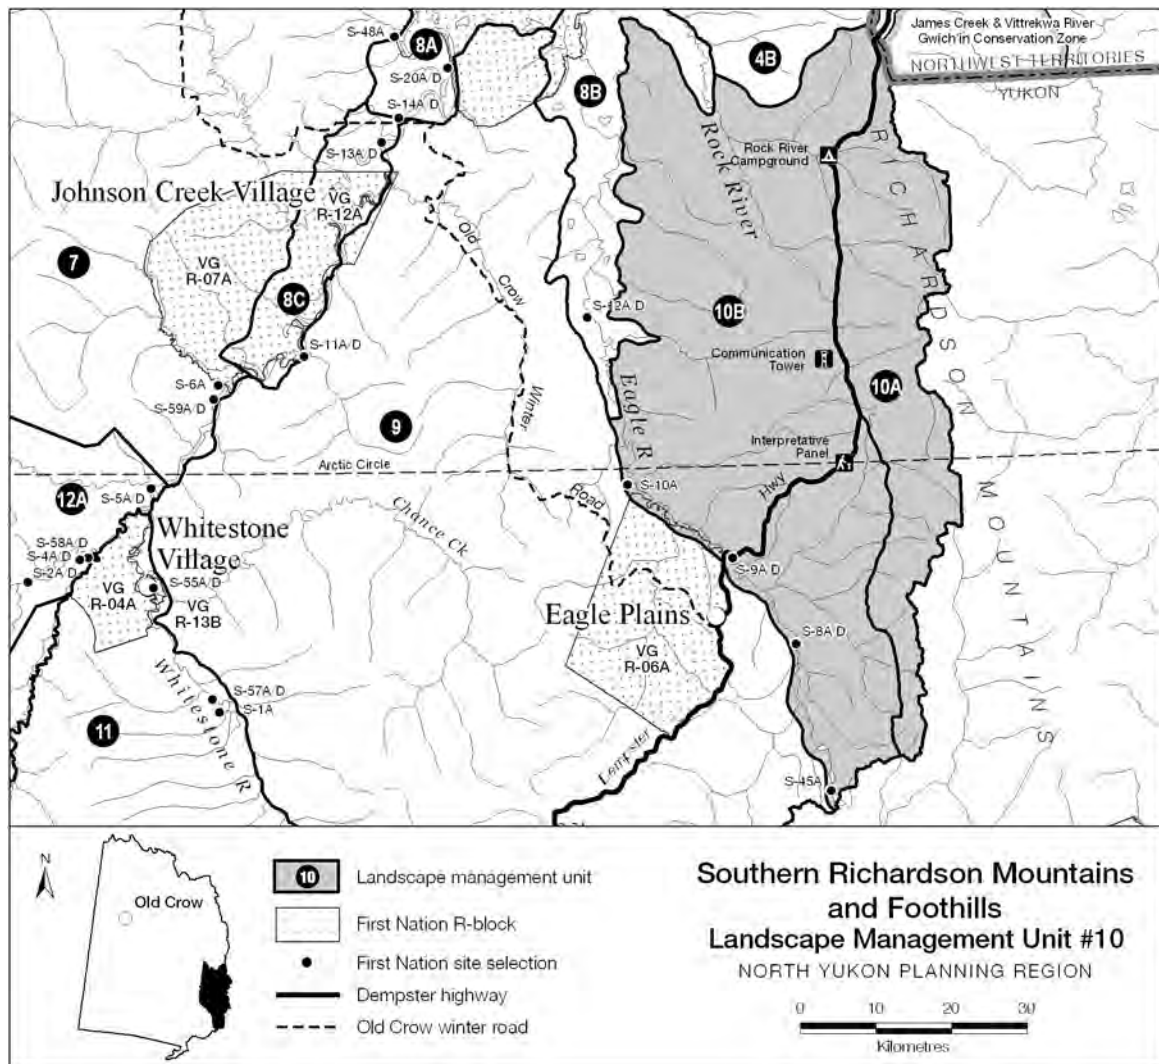 James Creek & Vittrekwa River
Gwich'in Conservation Zone
NORTHWEST TERRITORIES
YUKON
S-48A
8A
S-20A/D
S-14A/D
S-13A/D
4B
8B
Rock River
Rock River
Campground
RICHARDSON MOUNTAINS
Johnson Creek Village
VG
R-12A
VG
R-07A
7
8C
Old Crow Winter Road
S-42A/D
10B
Communication
Tower
10A
S-11A/D
S-6A
S-59A/D
9
Eagle R
Interpretative
Panel
Arctic Circle
Hwy
12A
S-5A/D
S-10A
Chance Ck
Whitestone
Village
S-58A/D
S-4A/D
S-2A/D
S-55A/D
VG
R-04A
VG
R-13B
S-9A/D
Eagle Plains
VG
R-06A
S-8A/D
Whitestone R
S-57A/D
S-1A
11
Dempster
S-45A
N
Old Crow
10
Landscape management unit
First Nation R-block
First Nation site selection
Dempster highway
Old Crow winter road
Southern Richardson Mountains
and Foothills
Landscape Management Unit #10
NORTH YUKON PLANNING REGION
0 10 20 30
Kilometres